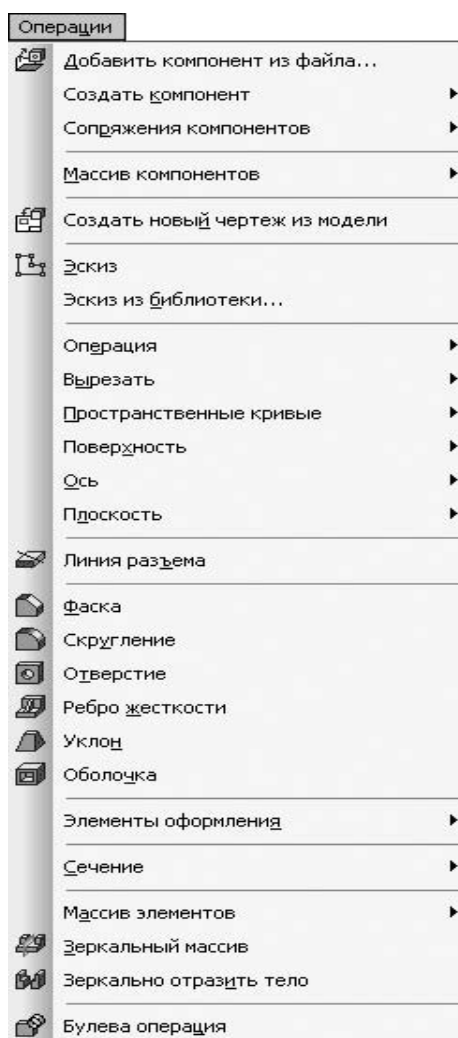 Операции
Добавить компонент из файла...
Создать компонент
Сопряжения компонентов
Массив компонентов
Создать новый чертеж из модели
Эскиз
Эскиз из библиотеки...
Операция
Вырезать
Пространственные кривые
Поверхность
Ось
Плоскость
Линия разъема
Фаска
Скругление
Отверстие
Ребро жесткости
Уклон
Оболочка
Элементы оформления
Сечение
Массив элементов
Зеркальный массив
Зеркально отразить тело
Булева операция